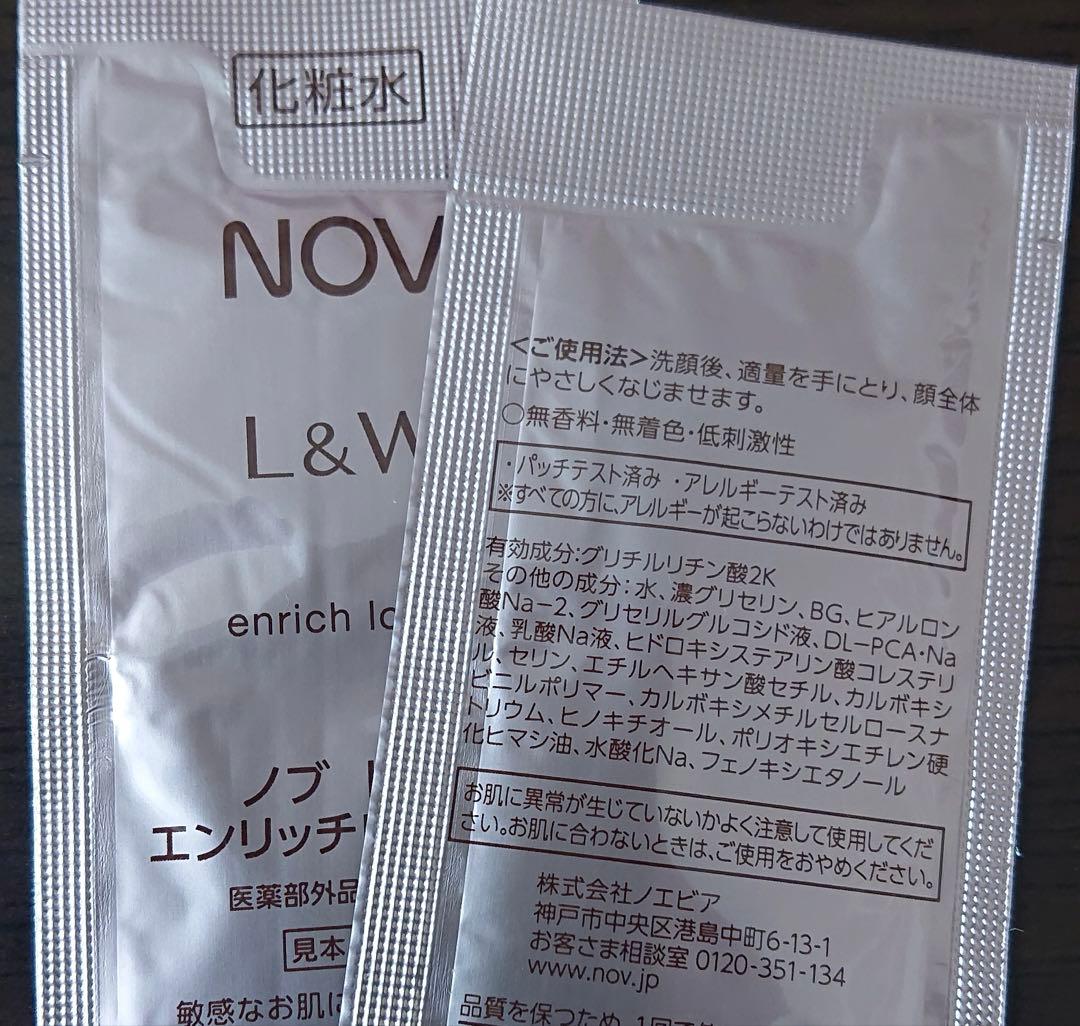 化粧水
NOV
L&W
enrich lo
ノブ
エンリッチ
医薬部外品
見本
敏感なお肌に
<ご使用法>洗顔後、適量を手にとり、顔全体
にやさしくなじませます。
○無香料・無着色・低刺激性
・パッチテスト済み ・アレルギーテスト済み
※すべての方に、アレルギーが起こらないわけではありません。
有効成分:グリチルリチン酸2K
その他の成分:水、濃グリセリン、BG、ヒアルロン
酸Na-2、グリセリルグルコシド液、DL-PCA・Na
液、乳酸Na液、ヒドロキシステアリン酸コレステリ
ル、セリン、エチルヘキサン酸セチル、カルボキシ
ビニルポリマー、カルボキシメチルセルロースナ
トリウム、ヒノキチオール、ポリオキシエチレン硬
化ヒマシ油、水酸化Na、フェノキシエタノール
お肌に異常が生じていないかよく注意して使用してくだ
さい。お肌に合わないときは、ご使用をおやめください。
株式会社ノエビア
神戸市中央区港島中町6-13-1
お客さま相談室 0120-351-134
www.nov.jp
品質を保つため、1回で